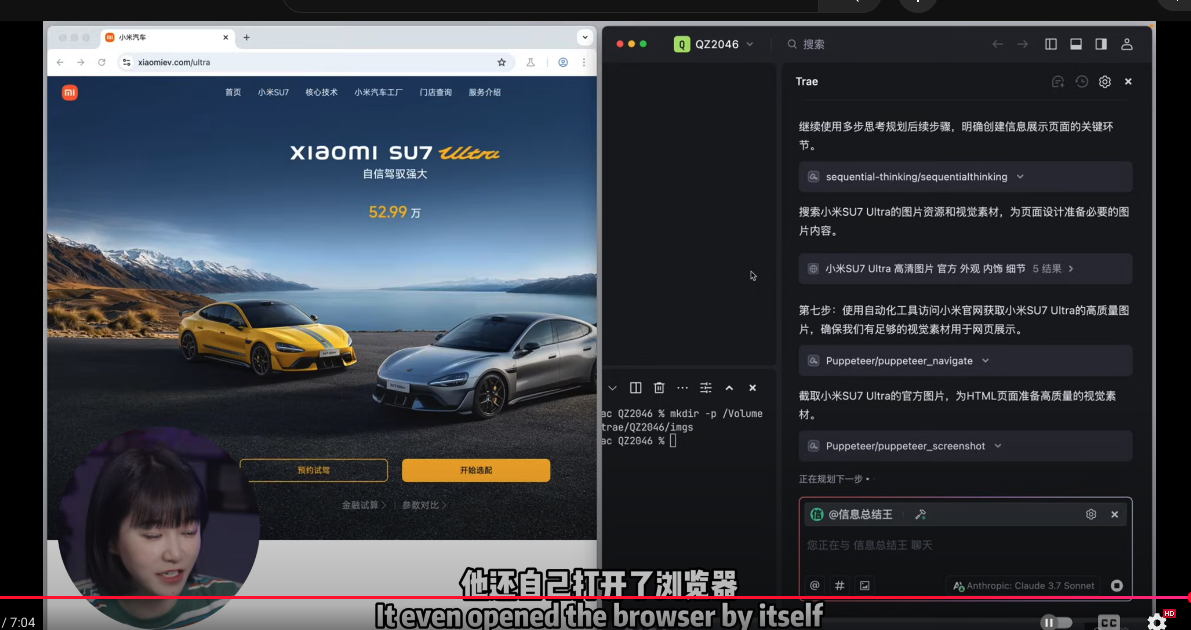 小米汽车
xiaomiev.com/ultra
首页 小米SU7 核心技术 小米汽车工厂 门店查询 服务介绍
XIAOMI SU7 Ultra
自信驾驭强大
52.99 万
预约试驾 开始选配
金融试算 参数对比
QZ2046
搜索
Trae
继续使用多步思考规划后续步骤，明确创建信息展示页面的关键环
节。
sequential-thinking/sequentialthinking
搜索小米SU7 Ultra的图片资源和视觉素材，为页面设计准备必要的图
片内容。
小米SU7 Ultra 高清图片 官方 外观 内饰 细节 5 结果
第七步：使用自动化工具访问小米官网获取小米SU7 Ultra的高质量图
片，确保我们有足够的视觉素材用于网页展示。
Puppeteer/puppeteer_navigate
截取小米SU7 Ultra的官方图片，为HTML页面准备高质量的视觉素
材。
Puppeteer/puppeteer_screenshot
正在规划下一步
ac QZ2046 % mkdir -p /Volume
trae/QZ2046/imgs
ac QZ2046 %
@信息总结王
您正在与 信息总结王 聊天
@ # Anthropic: Claude 3.7 Sonnet
他还自己打开了浏览器
It even opened the browser by itself
/ 7:04
CC
HD